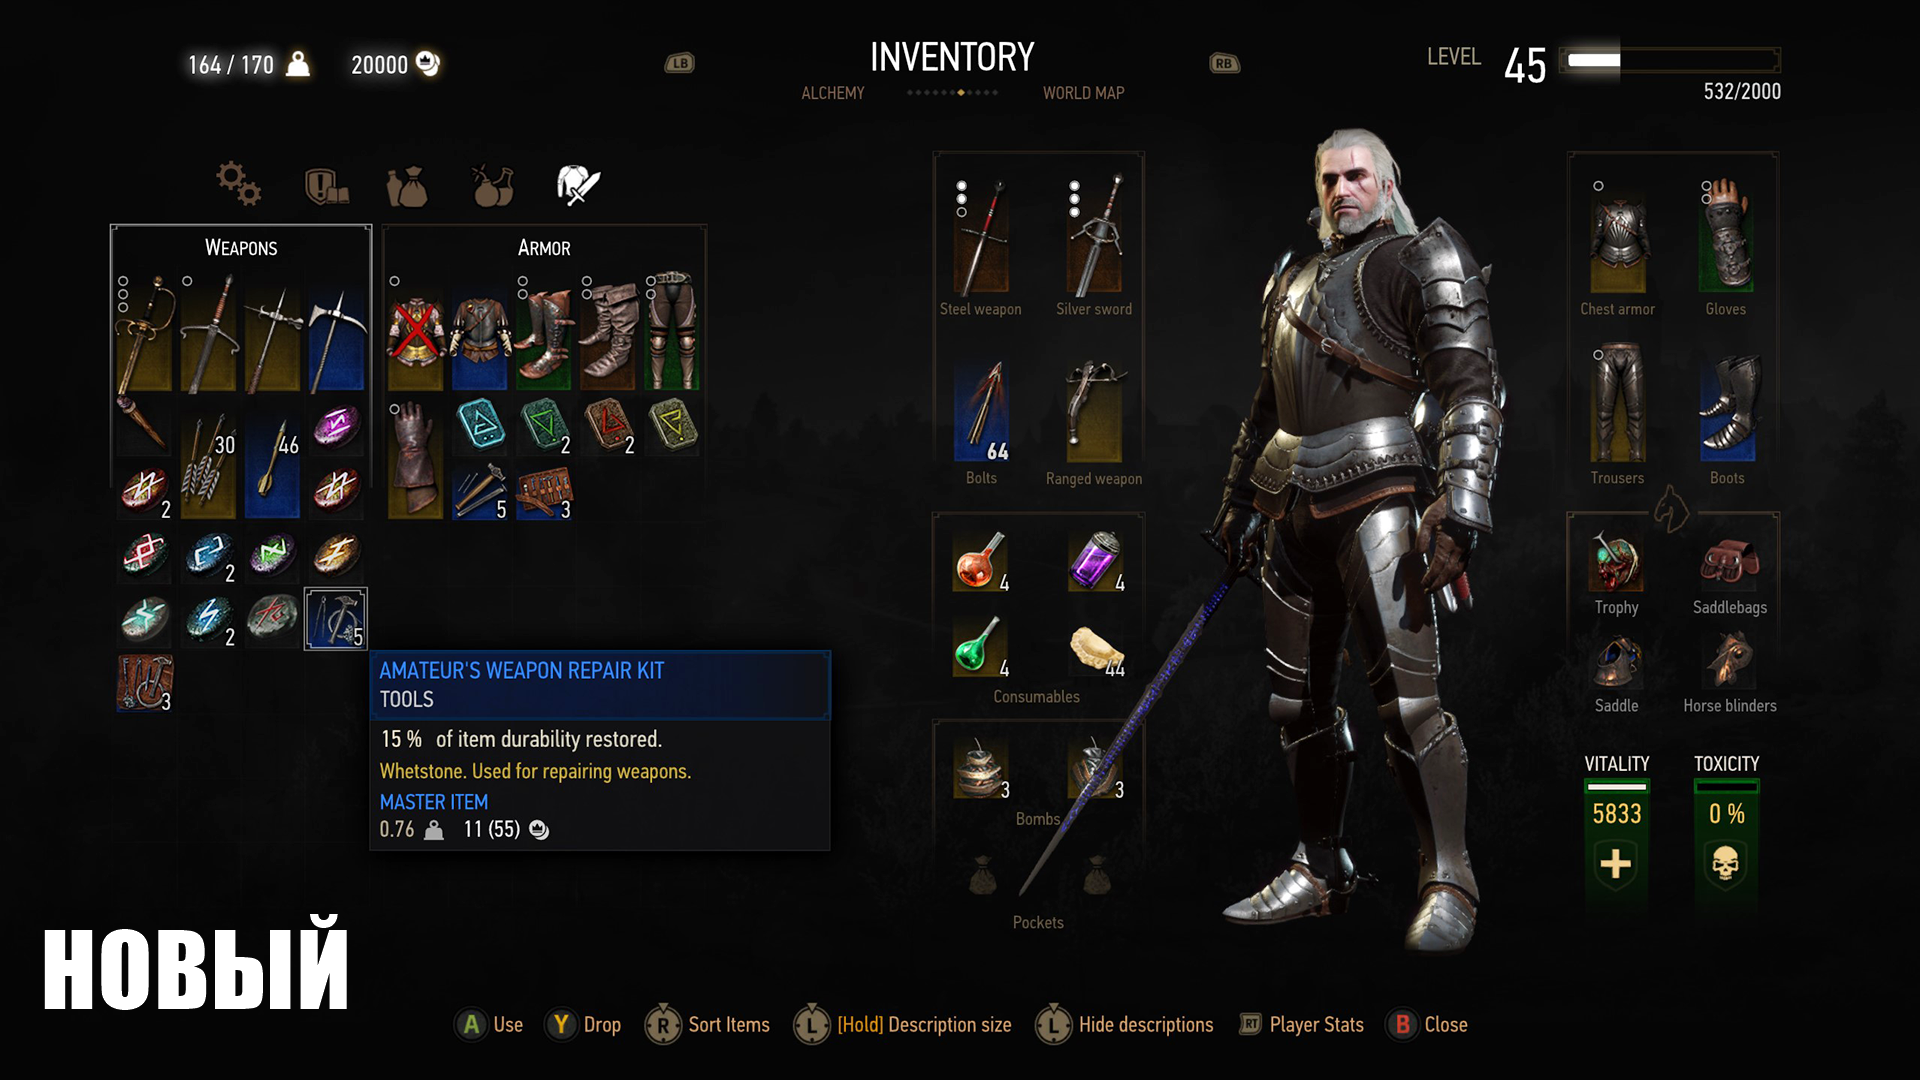 164 / 170
20000
LB
INVENTORY
RB
LEVEL 45
532/2000
ALCHEMY
WORLD MAP
WEAPONS
ARMOR
30
46
2
2
2
2
5
3
2
2
5
3
AMATEUR'S WEAPON REPAIR KIT
TOOLS
15 % of item durability restored.
Whetstone. Used for repairing weapons.
MASTER ITEM
0.76 11 (55)
Steel weapon
Silver sword
64
Bolts
Ranged weapon
4
4
4
44
Consumables
3
3
Bombs
Pockets
Chest armor
Gloves
Trousers
Boots
Trophy
Saddlebags
Saddle
Horse blinders
VITALITY
TOXICITY
5833
0 %
НОВЫЙ
A Use
Y Drop
R Sort Items
L [Hold] Description size
L Hide descriptions
RT Player Stats
B Close